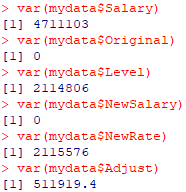 > var(mydata$Salary)
[1] 4711103
> var(mydata$Original)
[1] 0
> var(mydata$Level)
[1] 2114806
> var(mydata$NewSalary)
[1] 0
> var(mydata$NewRate)
[1] 2115576
> var(mydata$Adjust)
[1] 511919.4